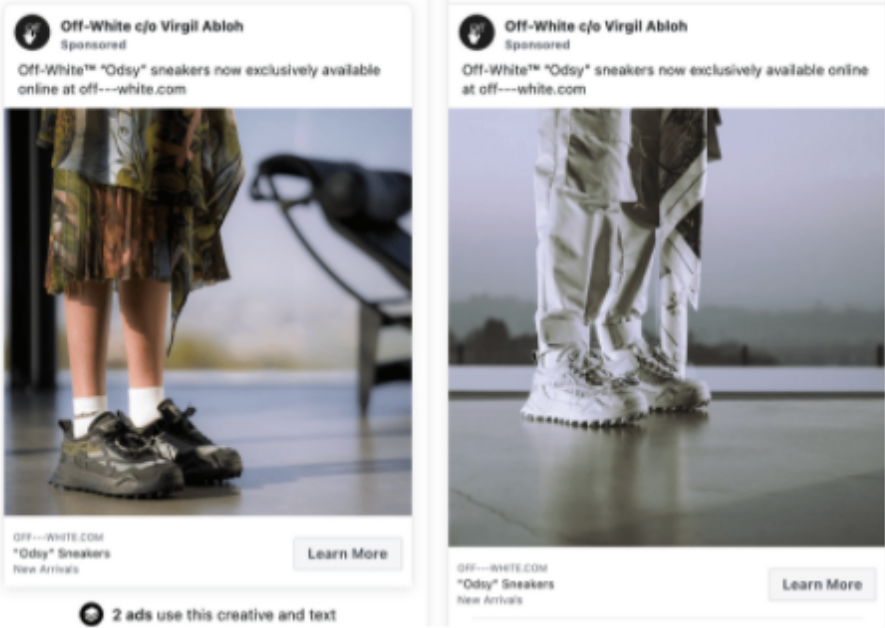 Off-White c/o Virgil Abloh
Sponsored
Off-White™ "Odsy" sneakers now exclusively available
online at off---white.com
OFF---WHITE.COM
"Odsy" Sneakers
New Arrivals
Learn More
2 ads use this creative and text
Off-White c/o Virgil Abloh
Sponsored
Off-White™ "Odsy" sneakers now exclusively available online
at off---white.com
OFF---WHITE.COM
"Odsy" Sneakers
New Arrivals
Learn More